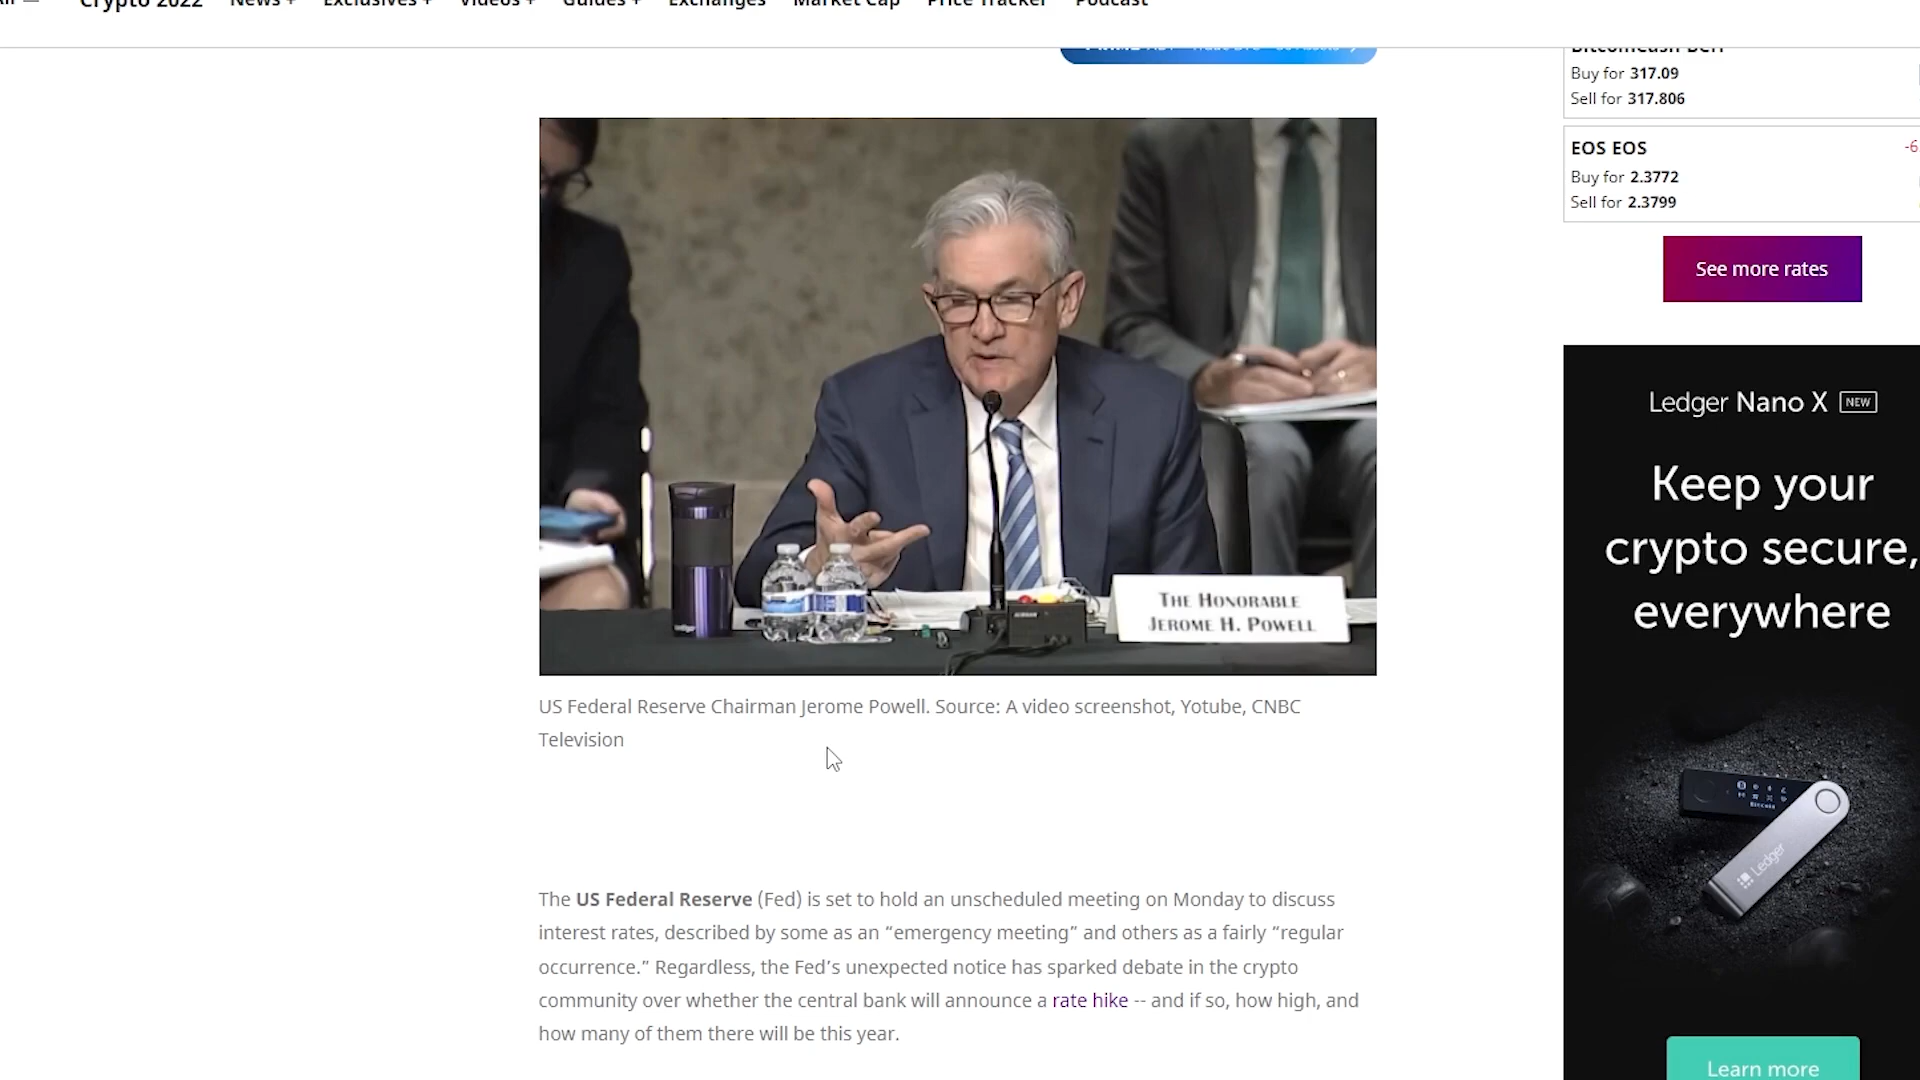 Crypto 2022
News +
Exclusives +
Videos +
Guides +
Exchanges
Market Cap
Price Tracker
Podcast
Buy for 317.09
Sell for 317.806
EOS EOS
-6
Buy for 2.3772
Sell for 2.3799
See more rates
THE HONORABLE
JEROME H. POWELL
US Federal Reserve Chairman Jerome Powell. Source: A video screenshot, Yotube, CNBC
Television
The US Federal Reserve (Fed) is set to hold an unscheduled meeting on Monday to discuss
interest rates, described by some as an “emergency meeting” and others as a fairly “regular
occurrence.” Regardless, the Fed’s unexpected notice has sparked debate in the crypto
community over whether the central bank will announce a rate hike -- and if so, how high, and
how many of them there will be this year.
Ledger Nano X NEW
Keep your
crypto secure,
everywhere
Bitcoin
Ledger
Learn more